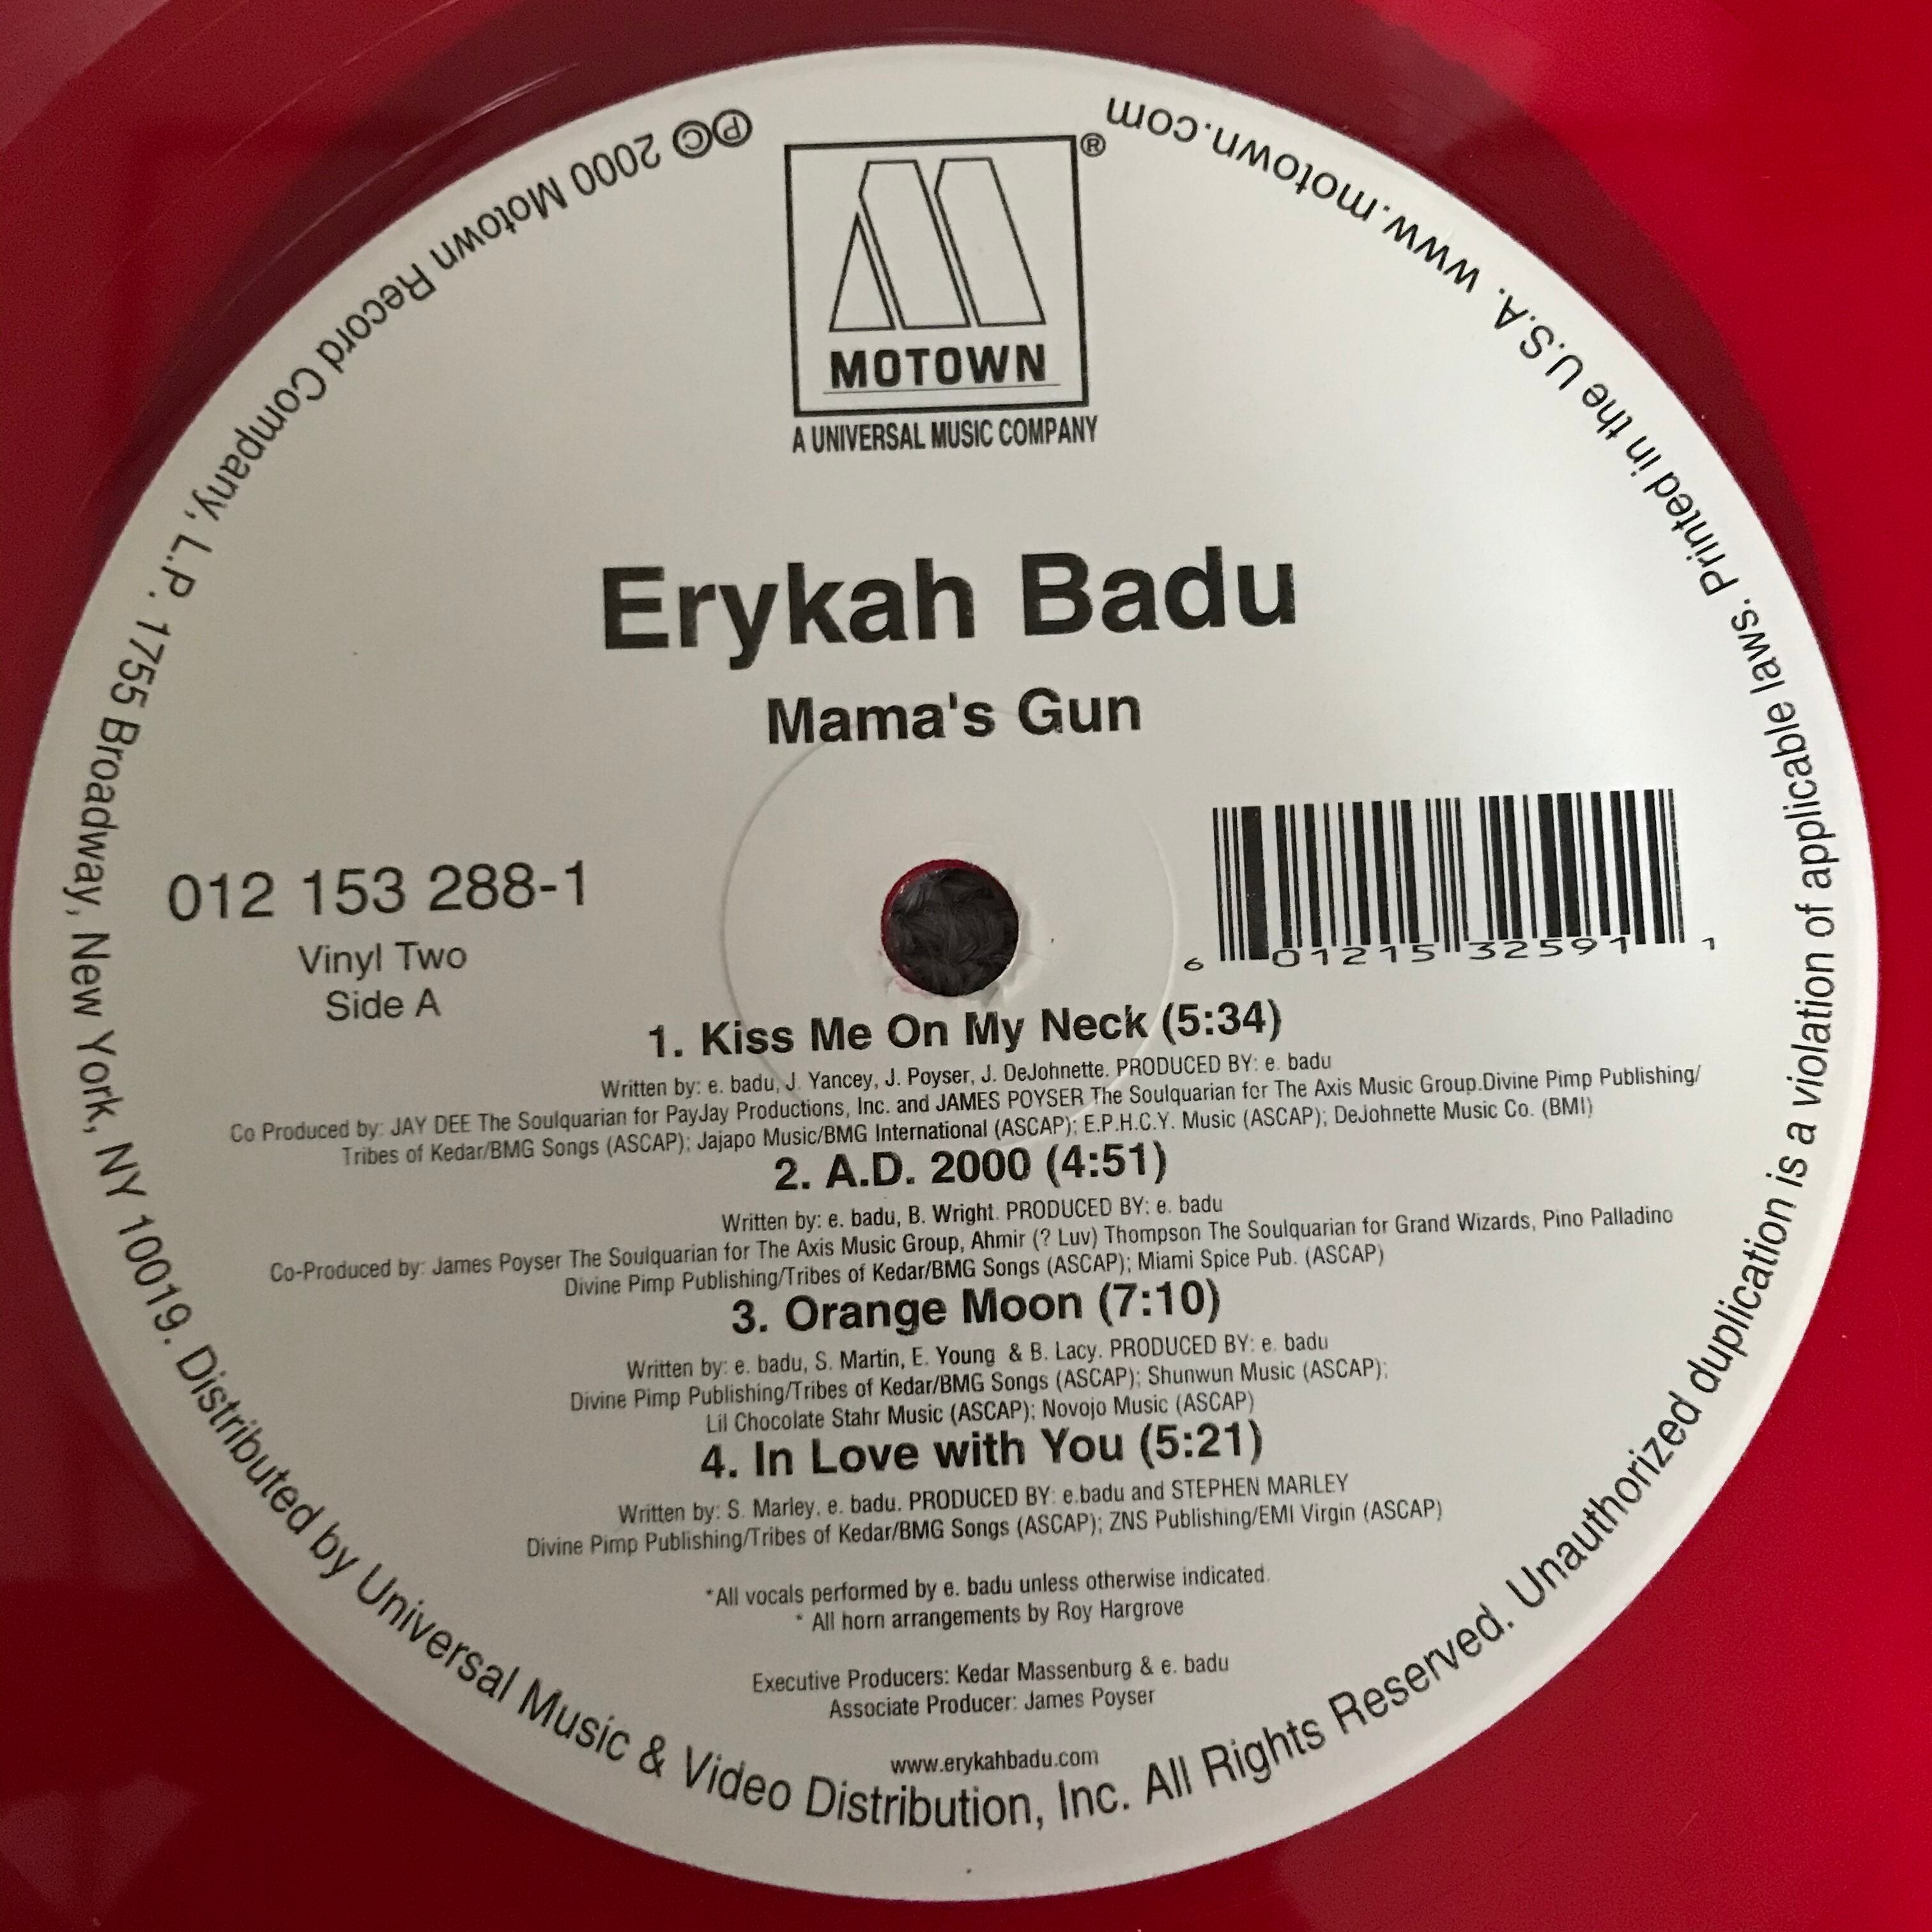 ®
MOTOWN
A UNIVERSAL MUSIC COMPANY
Erykah Badu
Mama's Gun
012 153 288-1
Vinyl Two
Side A
6 01215 32591 1
1. Kiss Me On My Neck (5:34)
Written by: e. badu, J. Yancey, J. Poyser, J. DeJohnette. PRODUCED BY: e. badu
Co Produced by: JAY DEE The Soulquarian for PayJay Productions, Inc. and JAMES POYSER The Soulquarian for The Axis Music Group.Divine Pimp Publishing/
Tribes of Kedar/BMG Songs (ASCAP); Jajapo Music/BMG International (ASCAP); E.P.H.C.Y. Music (ASCAP); DeJohnette Music Co. (BMI)
2. A.D. 2000 (4:51)
Written by: e. badu, B. Wright. PRODUCED BY: e. badu
Co-Produced by: James Poyser The Soulquarian for The Axis Music Group, Ahmir (? Luv) Thompson The Soulquarian for Grand Wizards, Pino Palladino
Divine Pimp Publishing/Tribes of Kedar/BMG Songs (ASCAP); Miami Spice Pub. (ASCAP)
3. Orange Moon (7:10)
Written by: e. badu, S. Martin, E. Young & B. Lacy. PRODUCED BY: e. badu
Divine Pimp Publishing/Tribes of Kedar/BMG Songs (ASCAP); Shunwun Music (ASCAP);
Lil Chocolate Stahr Music (ASCAP); Novojo Music (ASCAP)
4. In Love with You (5:21)
Written by: S. Marley, e. badu. PRODUCED BY: e.badu and STEPHEN MARLEY
Divine Pimp Publishing/Tribes of Kedar/BMG Songs (ASCAP); ZNS Publishing/EMI Virgin (ASCAP)
*All vocals performed by e. badu unless otherwise indicated.
* All horn arrangements by Roy Hargrove
Executive Producers: Kedar Massenburg & e. badu
Associate Producer: James Poyser
www.erykahbadu.com
℗© 2000 Motown Record Company, L.P. 1755 Broadway, New York, NY 10019. Distributed by Universal Music & Video Distribution, Inc. All Rights Reserved. Unauthorized duplication is a violation of applicable laws. Printed in the U.S.A. www.motown.com